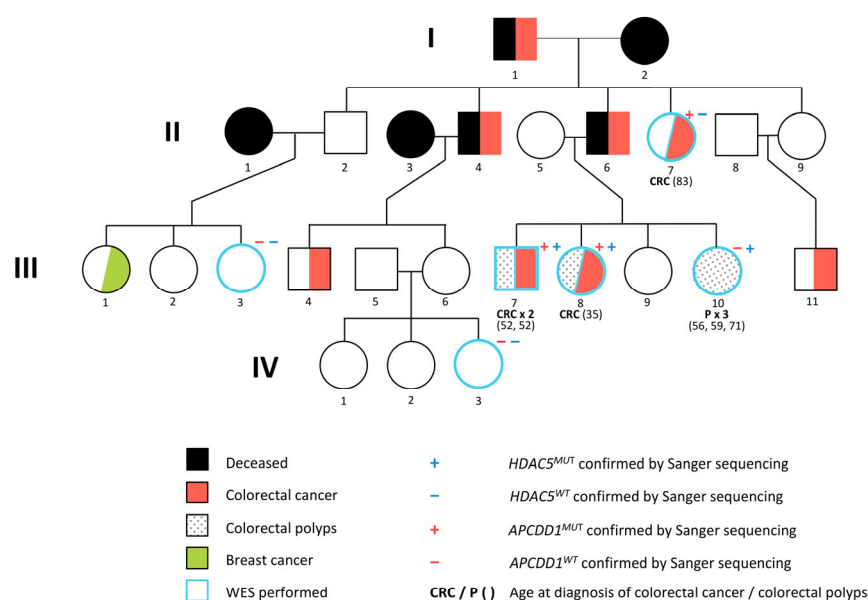 I
1 2
+ −
II
1 2 3 4 5 6 7 8 9
CRC (83)
− − + + + + − +
III
1 2 3 4 5 6 7 8 9 10 11
CRC x 2 CRC (35) P x 3
(52, 52) (56, 59, 71)
− −
IV
1 2 3
Deceased + HDAC5MUT confirmed by Sanger sequencing
Colorectal cancer − HDAC5WT confirmed by Sanger sequencing
Colorectal polyps + APCDD1MUT confirmed by Sanger sequencing
Breast cancer − APCDD1WT confirmed by Sanger sequencing
WES performed CRC / P ( ) Age at diagnosis of colorectal cancer / colorectal polyps